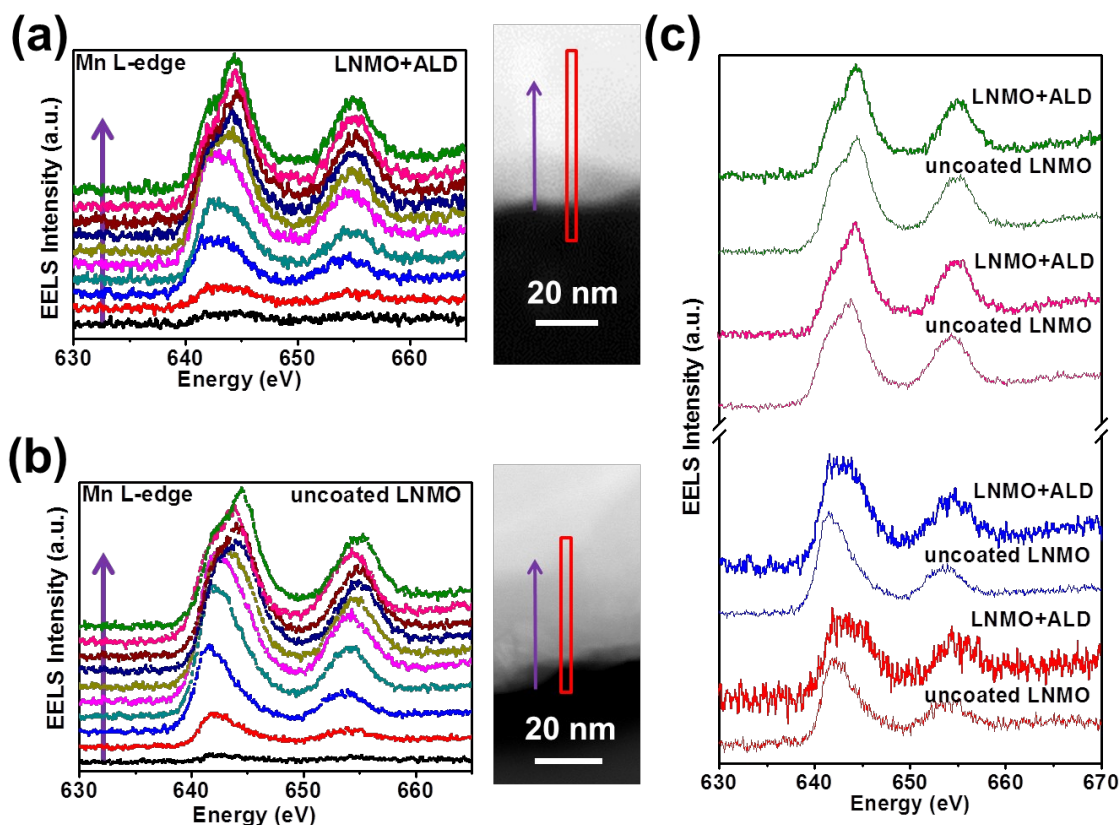 (a)
Mn L-edge
LNMO+ALD
EELS Intensity (a.u.)
630
640
650
660
Energy (eV)
20 nm
(b)
Mn L-edge
uncoated LNMO
EELS Intensity (a.u.)
630
640
650
660
Energy (eV)
20 nm
(c)
LNMO+ALD
uncoated LNMO
LNMO+ALD
uncoated LNMO
LNMO+ALD
uncoated LNMO
LNMO+ALD
uncoated LNMO
EELS Intensity (a.u.)
EELS Intensity (a.u.)
630
640
650
660
670
Energy (eV)